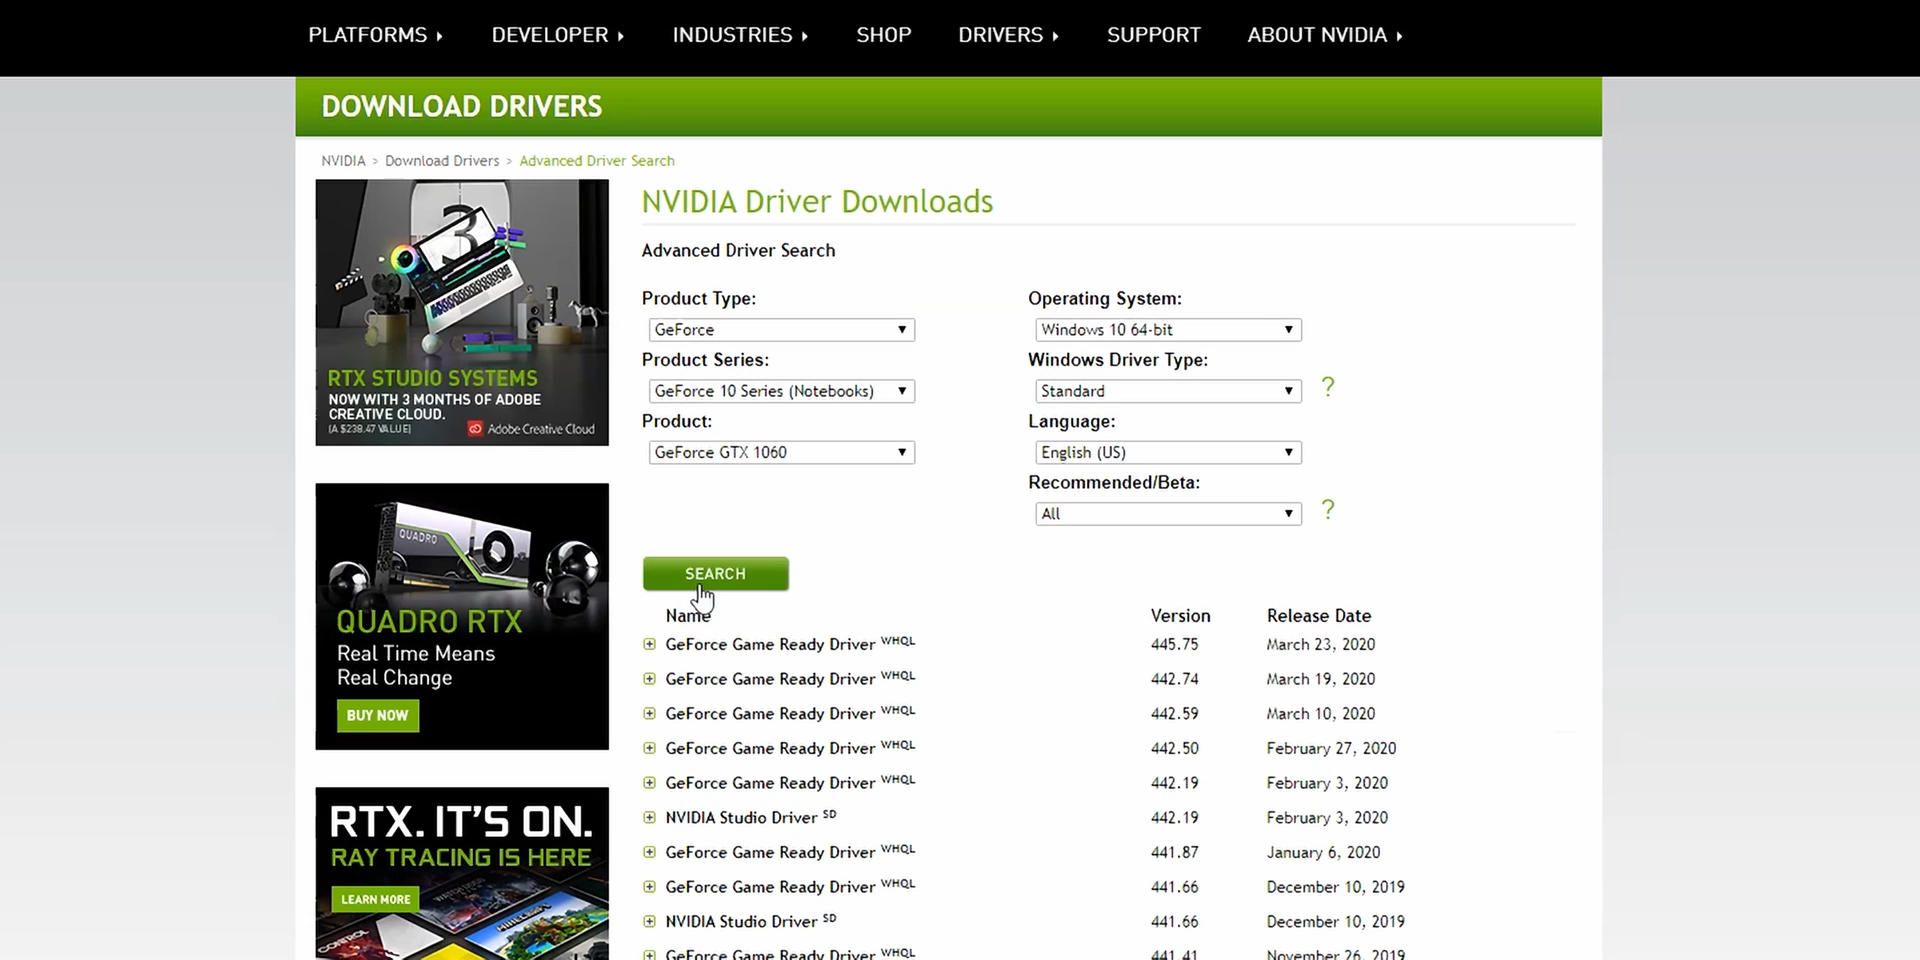 PLATFORMS DEVELOPER INDUSTRIES SHOP DRIVERS SUPPORT ABOUT NVIDIA
DOWNLOAD DRIVERS
NVIDIA > Download Drivers > Advanced Driver Search
3
RTX STUDIO SYSTEMS
NOW WITH 3 MONTHS OF ADOBE
CREATIVE CLOUD.
(A $238.47 VALUE)
Adobe Creative Cloud
QUADRO
QUADRO RTX
Real Time Means
Real Change
BUY NOW
RTX. IT'S ON.
RAY TRACING IS HERE
LEARN MORE
CONTROL
MINECRAFT
NVIDIA Driver Downloads
Advanced Driver Search
Product Type:
GeForce
Product Series:
GeForce 10 Series (Notebooks)
Product:
GeForce GTX 1060
Operating System:
Windows 10 64-bit
Windows Driver Type:
Standard
?
Language:
English (US)
Recommended/Beta:
All
?
SEARCH
Name Version Release Date
GeForce Game Ready Driver WHQL 445.75 March 23, 2020
GeForce Game Ready Driver WHQL 442.74 March 19, 2020
GeForce Game Ready Driver WHQL 442.59 March 10, 2020
GeForce Game Ready Driver WHQL 442.50 February 27, 2020
GeForce Game Ready Driver WHQL 442.19 February 3, 2020
NVIDIA Studio Driver SD 442.19 February 3, 2020
GeForce Game Ready Driver WHQL 441.87 January 6, 2020
GeForce Game Ready Driver WHQL 441.66 December 10, 2019
NVIDIA Studio Driver SD 441.66 December 10, 2019
GeForce Game Ready Driver WHQL 441.41 November 26, 2019